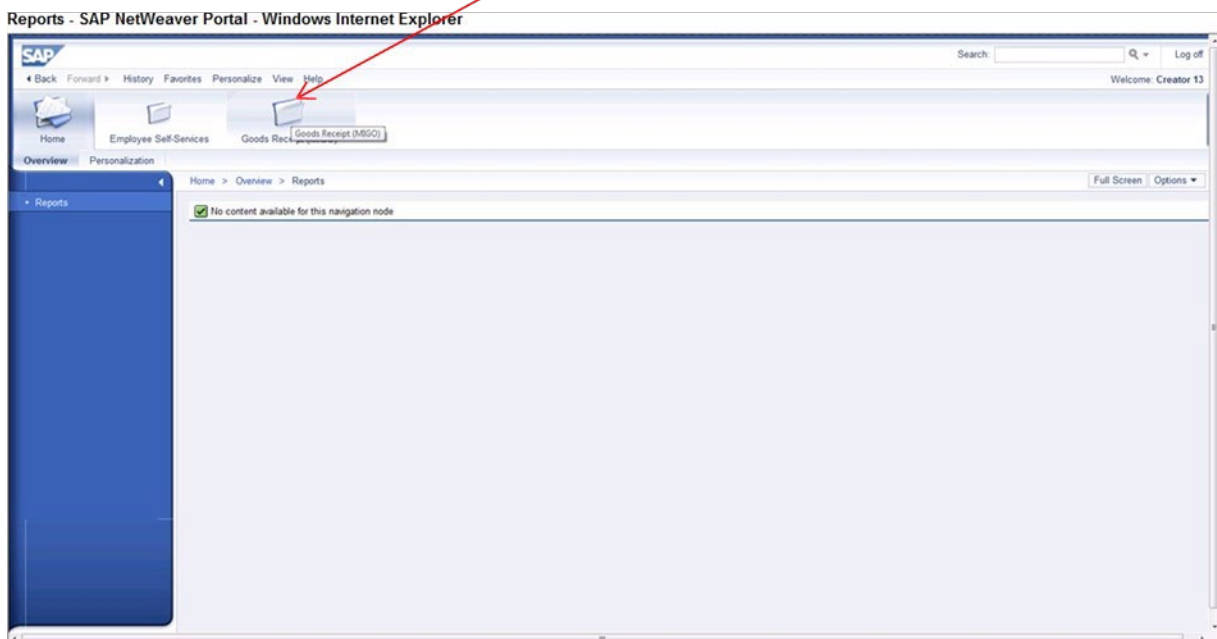 Reports - SAP NetWeaver Portal - Windows Internet Explorer
SAP
Search:
Log off
Back Forward History Favorites Personalize View Help
Welcome: Creator 13
Home
Employee Self-Services
Goods Receipt (MIGO)
Overview Personalization
Home > Overview > Reports
Full Screen Options
• Reports
No content available for this navigation node